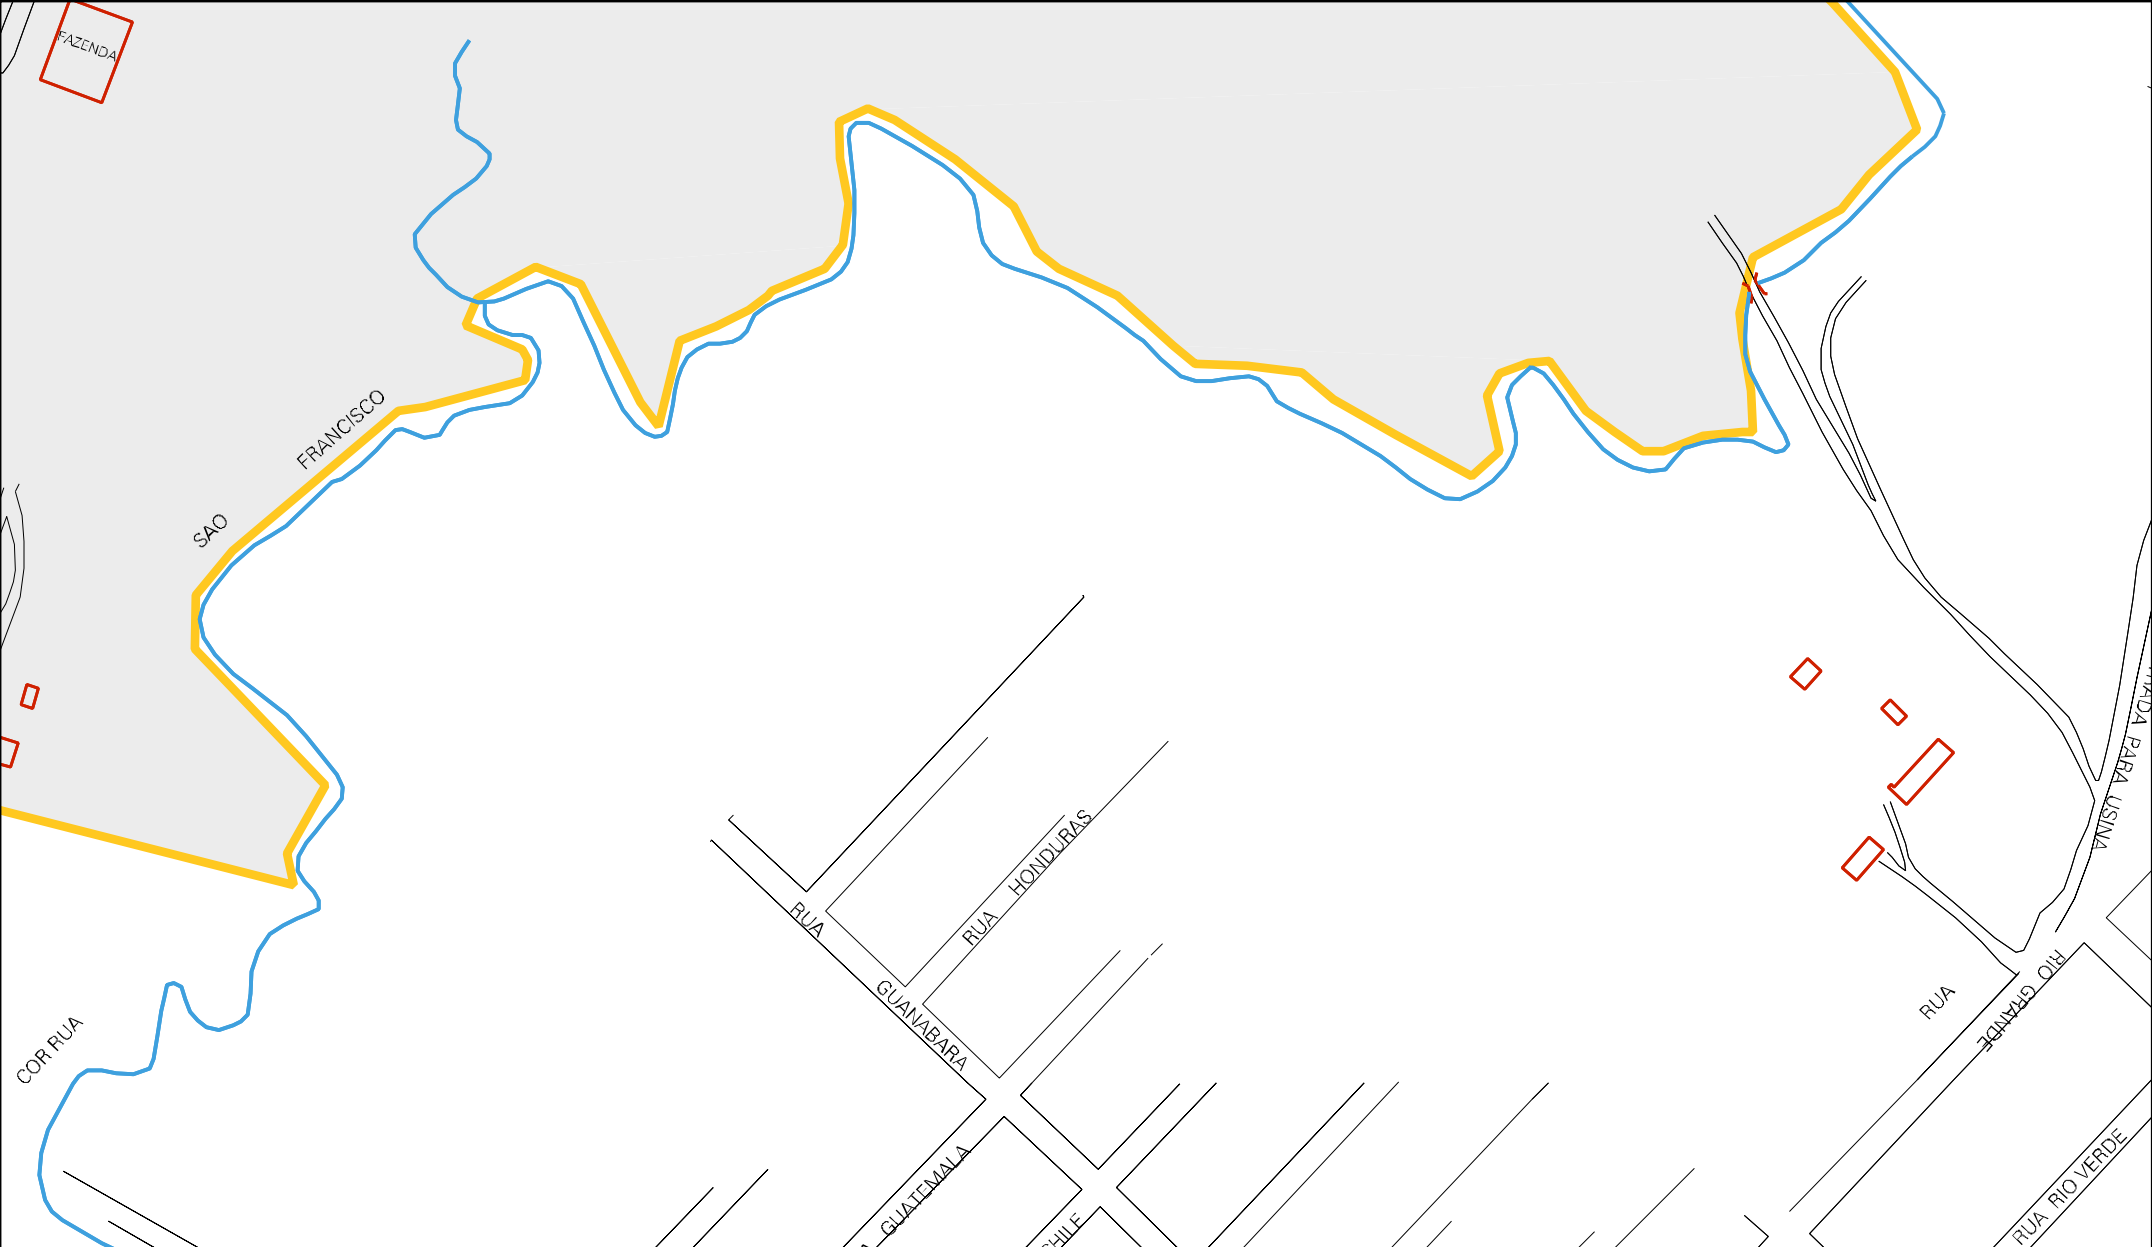 FAZENDA
FRANCISCO
SAO
PARA USINA
HONDURAS
RUA
RUA
GUANABARA
RIO GRANDE
RUA
COR RUA
GUATEMALA
RUA RIO VERDE